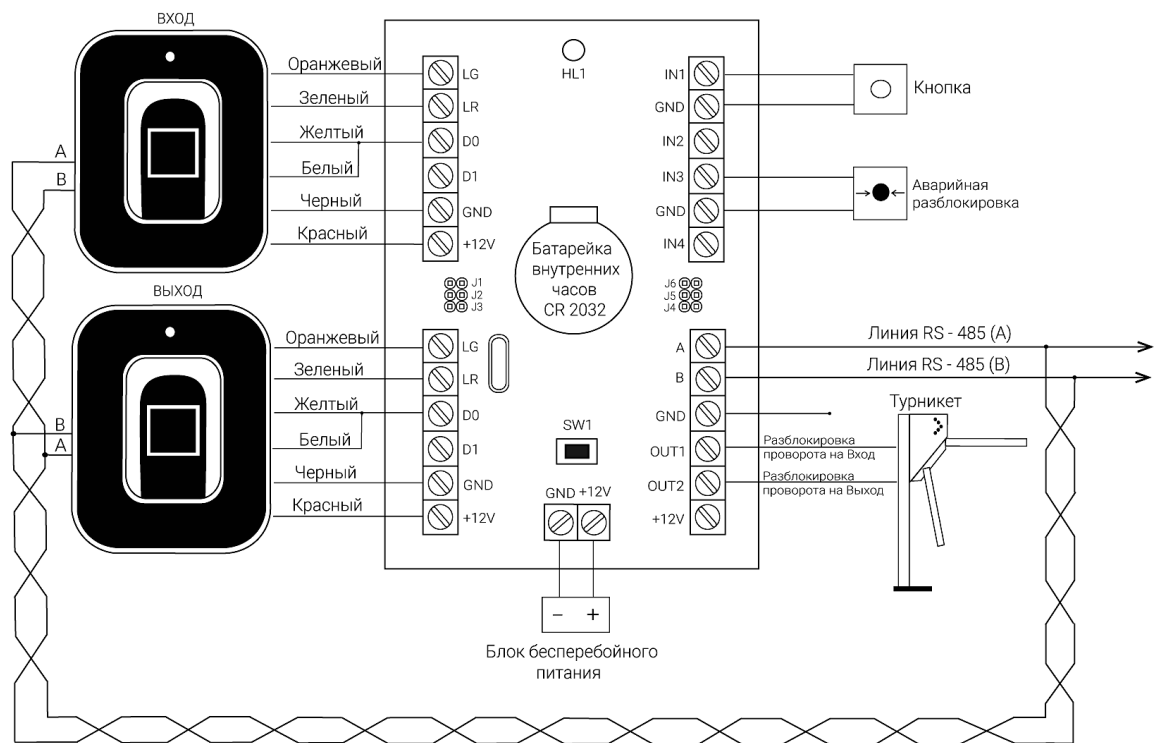 ВХОД
Оранжевый
Зеленый
Желтый
Белый
Черный
Красный
A
B
LG
LR
D0
D1
GND
+12V
HL1
IN1
GND
IN2
IN3
GND
IN4
Кнопка
Аварийная
разблокировка
Батарейка
внутренних
часов
CR 2032
J1
J2
J3
J6
J5
J4
ВЫХОД
Оранжевый
Зеленый
Желтый
Белый
Черный
Красный
B
A
LG
LR
D0
D1
GND
+12V
SW1
GND +12V
A
B
GND
OUT1
OUT2
+12V
Линия RS - 485 (A)
Линия RS - 485 (B)
Турникет
Разблокировка
проворота на Вход
Разблокировка
проворота на Выход
– +
Блок бесперебойного
питания